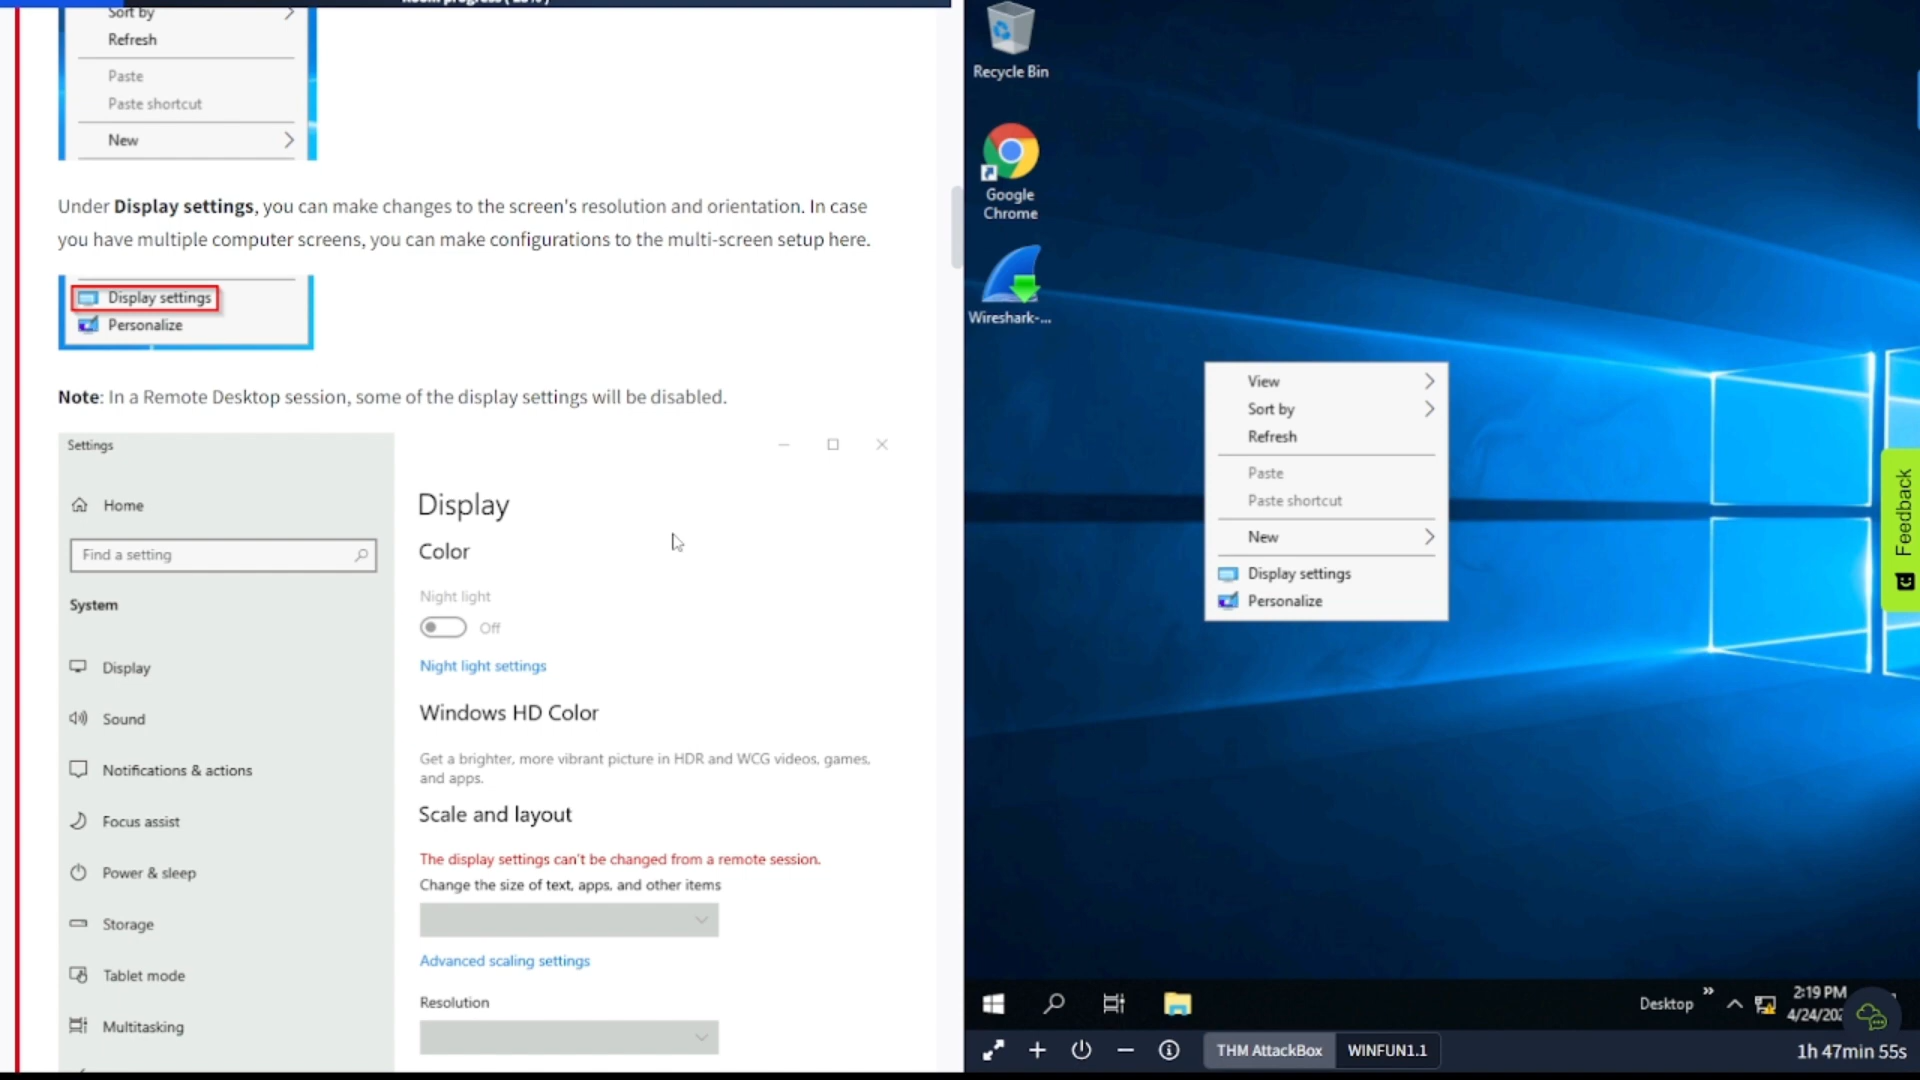 Sort by
Refresh
Paste
Paste shortcut
New
Under Display settings, you can make changes to the screen's resolution and orientation. In case
you have multiple computer screens, you can make configurations to the multi-screen setup here.
Display settings
Personalize
Note: In a Remote Desktop session, some of the display settings will be disabled.
Settings
Home
Find a setting
System
Display
Sound
Notifications & actions
Focus assist
Power & sleep
Storage
Tablet mode
Multitasking
Display
Color
Night light
Off
Night light settings
Windows HD Color
Get a brighter, more vibrant picture in HDR and WCG videos, games,
and apps.
Scale and layout
The display settings can't be changed from a remote session.
Change the size of text, apps, and other items
Advanced scaling settings
Resolution
Recycle Bin
Google
Chrome
Wireshark-...
View
Sort by
Refresh
Paste
Paste shortcut
New
Display settings
Personalize
Feedback
Desktop
2:19 PM
4/24/202
THM AttackBox
WINFUN1.1
1h 47min 55s